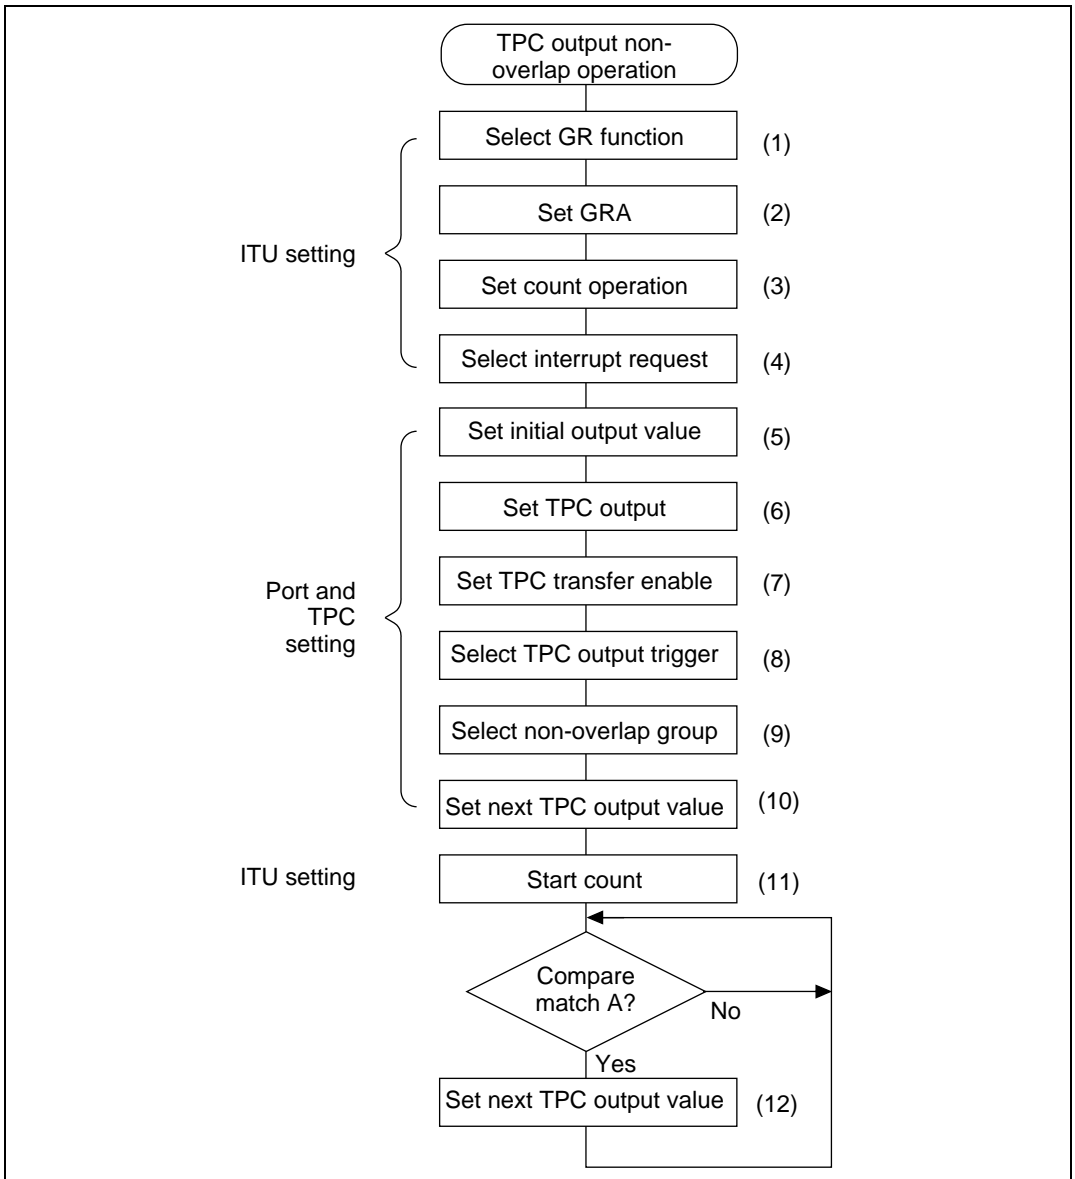 TPC output non-
overlap operation
Select GR function (1)
Set GRA (2)
ITU setting
Set count operation (3)
Select interrupt request (4)
Set initial output value (5)
Set TPC output (6)
Set TPC transfer enable (7)
Port and
TPC
setting
Select TPC output trigger (8)
Select non-overlap group (9)
Set next TPC output value (10)
ITU setting
Start count (11)
Compare
match A?
No
Yes
Set next TPC output value (12)